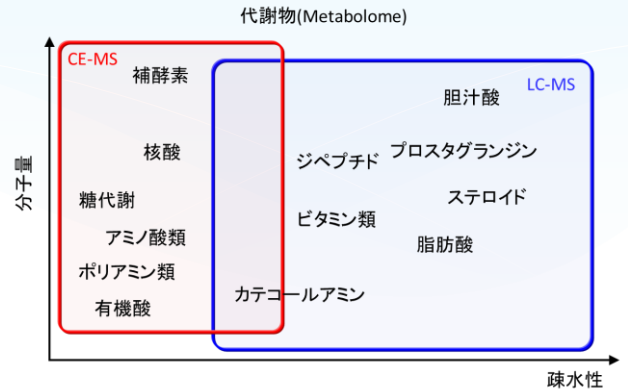 代謝物(Metabolome)
CE-MS
補酵素
胆汁酸
LC-MS
核酸
ジペプチド
プロスタグランジン
糖代謝
ステロイド
ビタミン類
アミノ酸類
脂肪酸
ポリアミン類
カテコールアミン
有機酸
分子量
疎水性